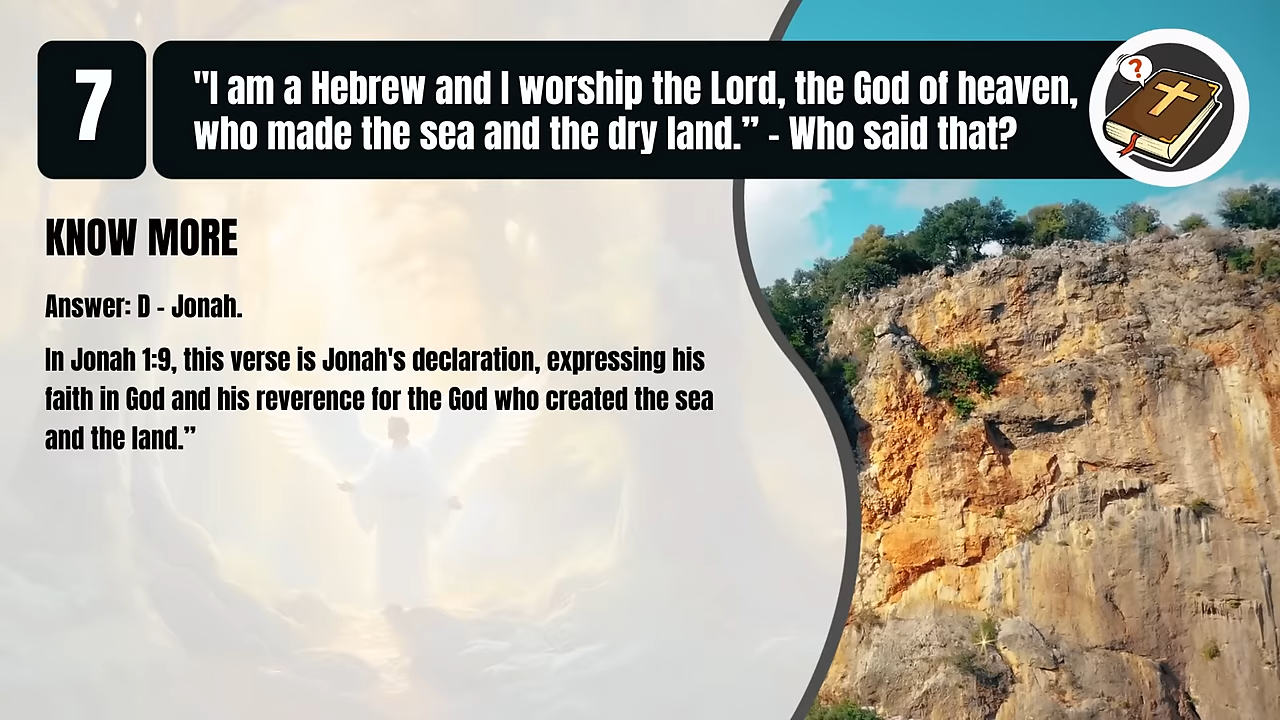 7
"I am a Hebrew and I worship the Lord, the God of heaven,
who made the sea and the dry land.” - Who said that?
?
KNOW MORE
Answer: D - Jonah.
In Jonah 1:9, this verse is Jonah's declaration, expressing his
faith in God and his reverence for the God who created the sea
and the land.”